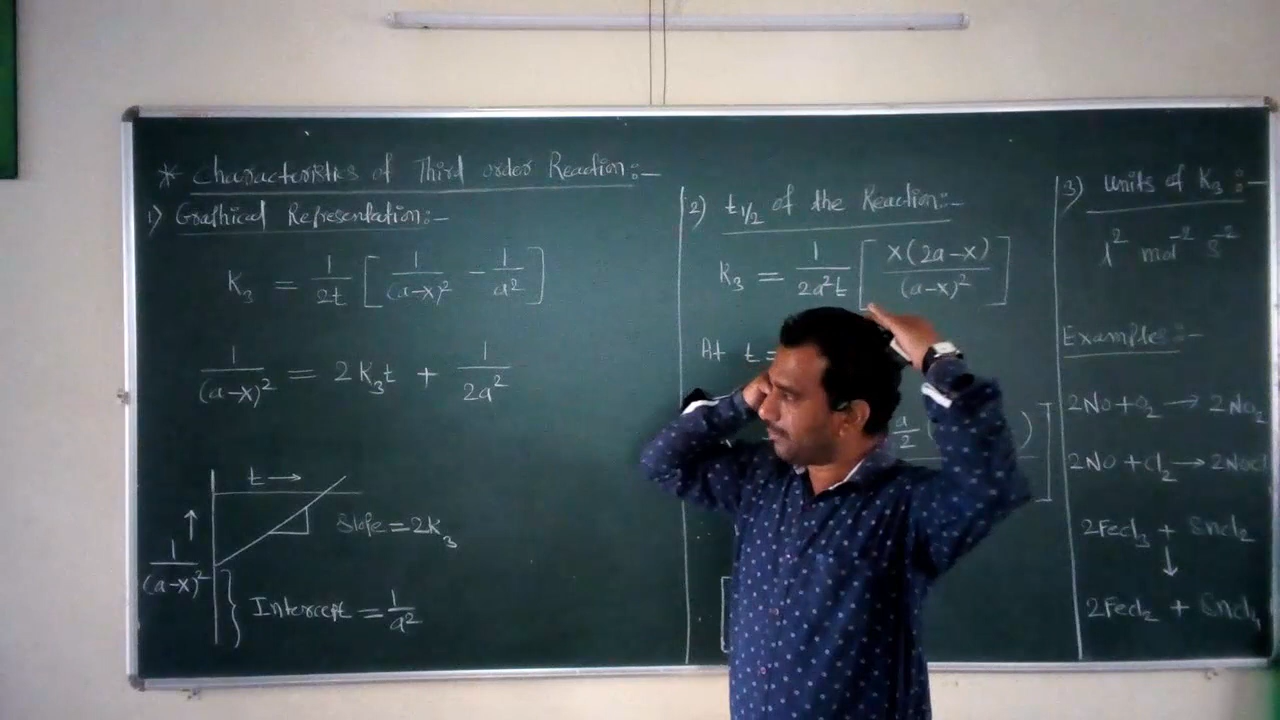 * Characteristics of Third order Reaction:-
1) Graphical Representation:-
K₃ = 1/2t [1/(a-x)² - 1/a²]
1/(a-x)² = 2K₃t + 1/2a²
t →
↑ 1/(a-x)²
Slope = 2K₃
Intercept = 1/a²
2) t1/2 of the Reaction:-
K₃ = 1/2a²t [x(2a-x)/(a-x)²]
At t =
a/2 ( )
3) Units of K₃:-
l² mol⁻² s⁻²
Examples:-
2NO + O₂ → 2NO₂
2NO + Cl₂ → 2NOCl
2FeCl₃ + SnCl₂
↓
2FeCl₂ + SnCl₄